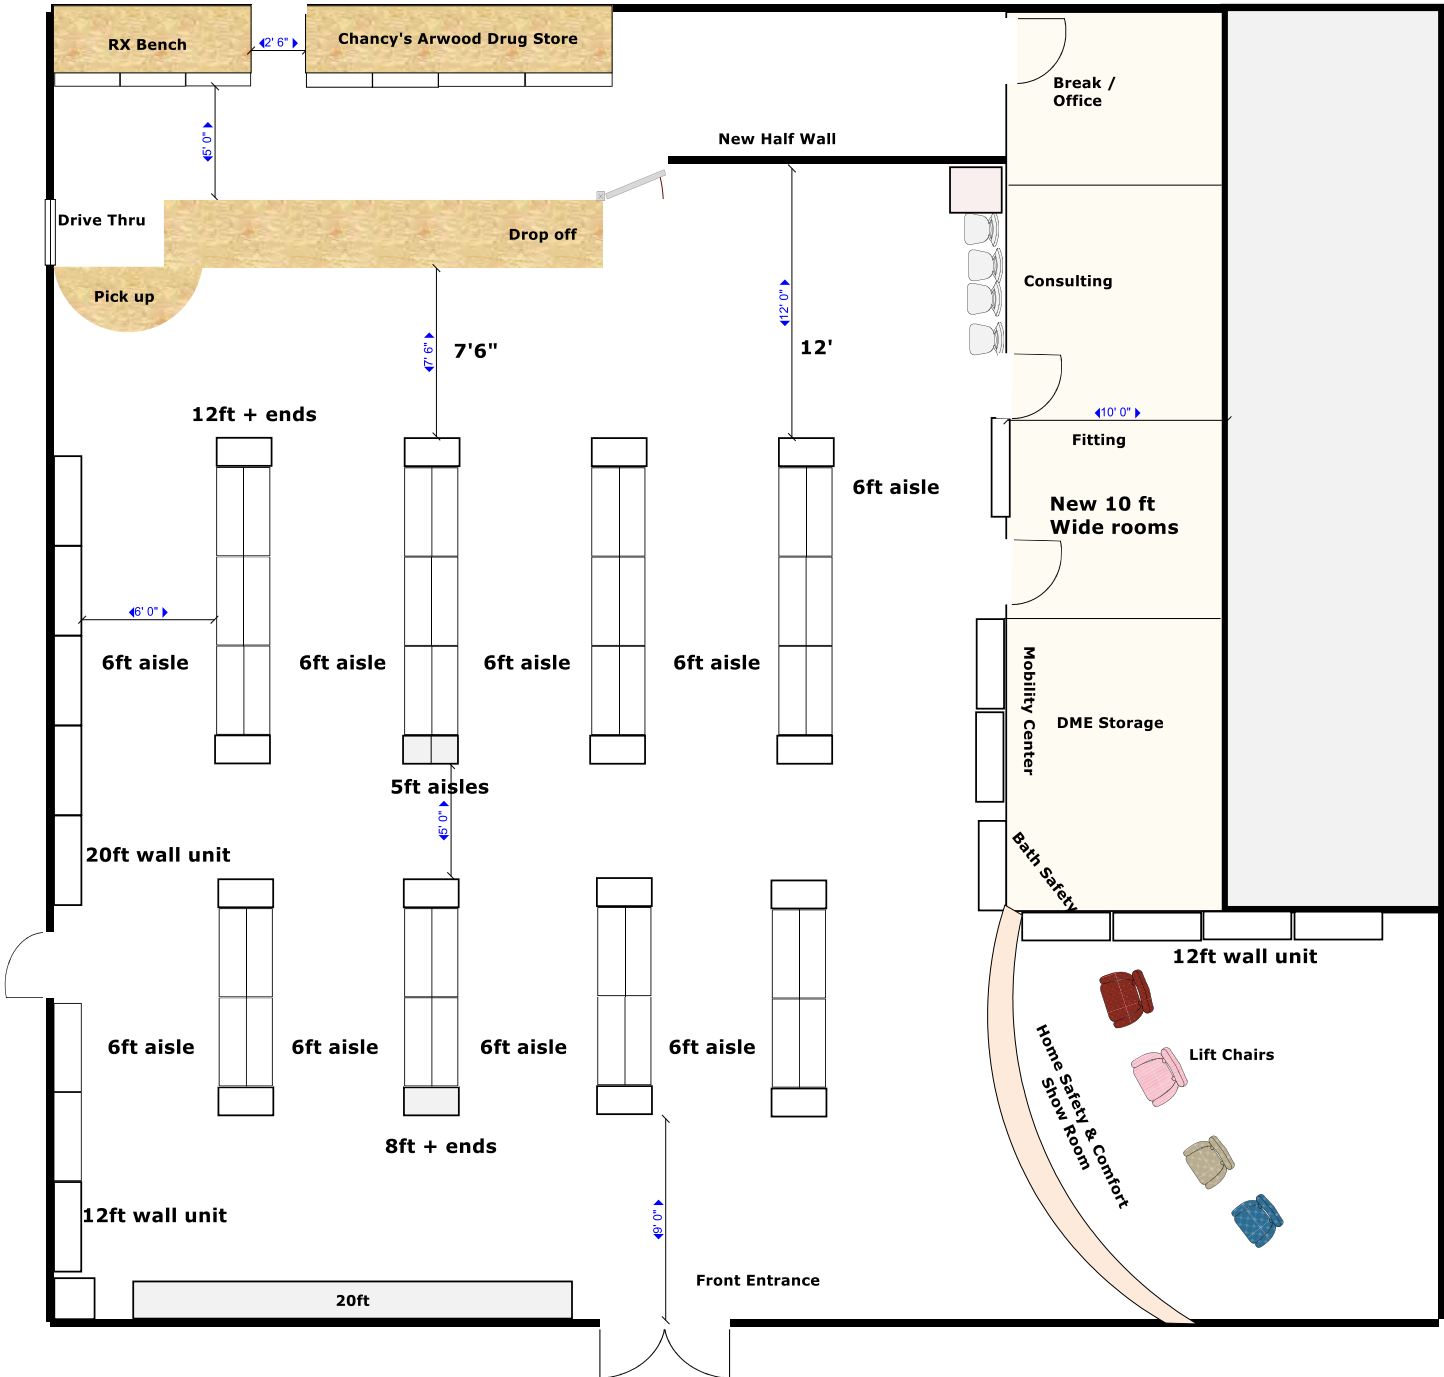 RX Bench
2' 6"
Chancy's Arwood Drug Store
Break /
Office
New Half Wall
5' 0"
Drive Thru
Drop off
Pick up
Consulting
12' 0"
7' 6"
7'6"
12'
12ft + ends
10' 0"
Fitting
6ft aisle
New 10 ft
Wide rooms
6' 0"
6ft aisle
6ft aisle
6ft aisle
6ft aisle
Mobility Center
DME Storage
5ft aisles
5' 0"
20ft wall unit
Bath Safety
12ft wall unit
6ft aisle
6ft aisle
6ft aisle
6ft aisle
Lift Chairs
Home Safety & Comfort
Show Room
8ft + ends
12ft wall unit
9' 0"
Front Entrance
20ft